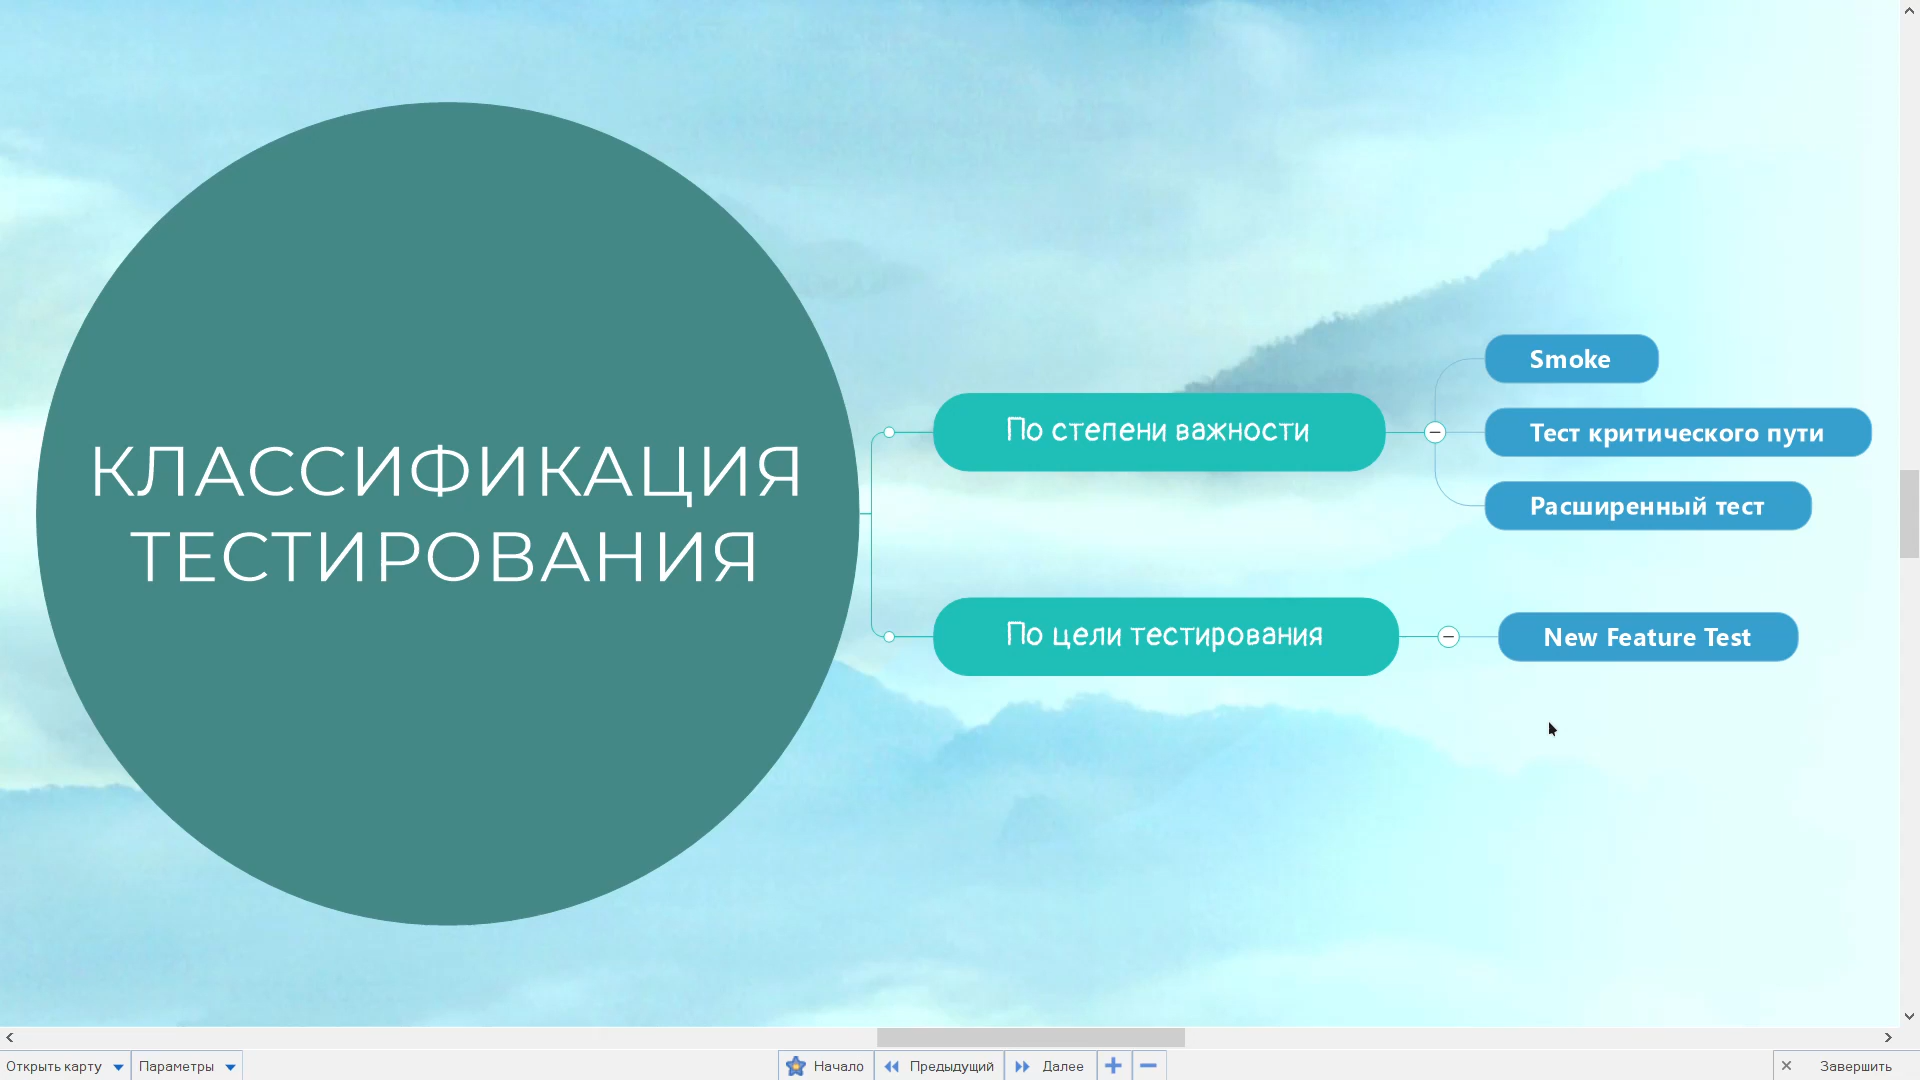 КЛАССИФИКАЦИЯ
ТЕСТИРОВАНИЯ
По степени важности
Smoke
Тест критического пути
Расширенный тест
По цели тестирования
New Feature Test
Открыть карту
Параметры
Начало
Предыдущий
Далее
Завершить